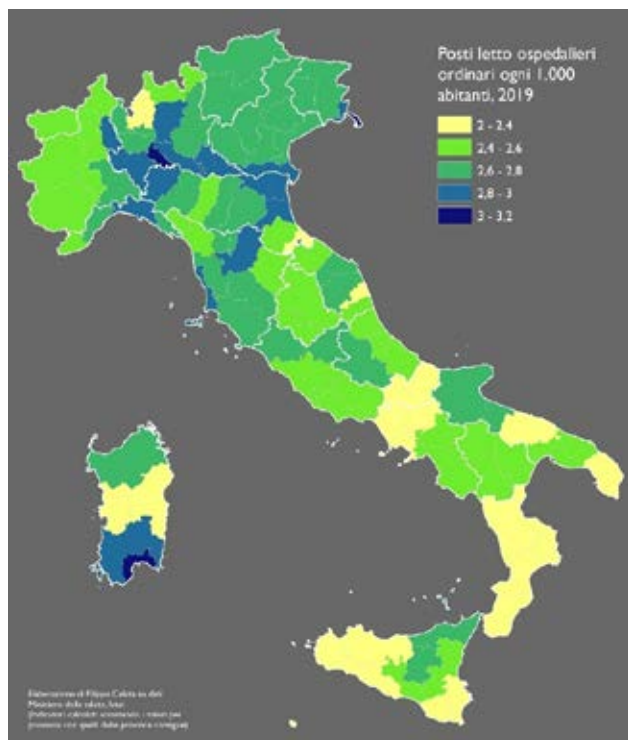 Posti letto ospedalieri
ordinari ogni 1.000
abitanti, 2019
2 - 2.4
2,4 - 2.6
2,6 - 2.8
2,8 - 3
3 - 3,2
Elaborazione di Filippo Celata su dati
Ministero della salute, Istat